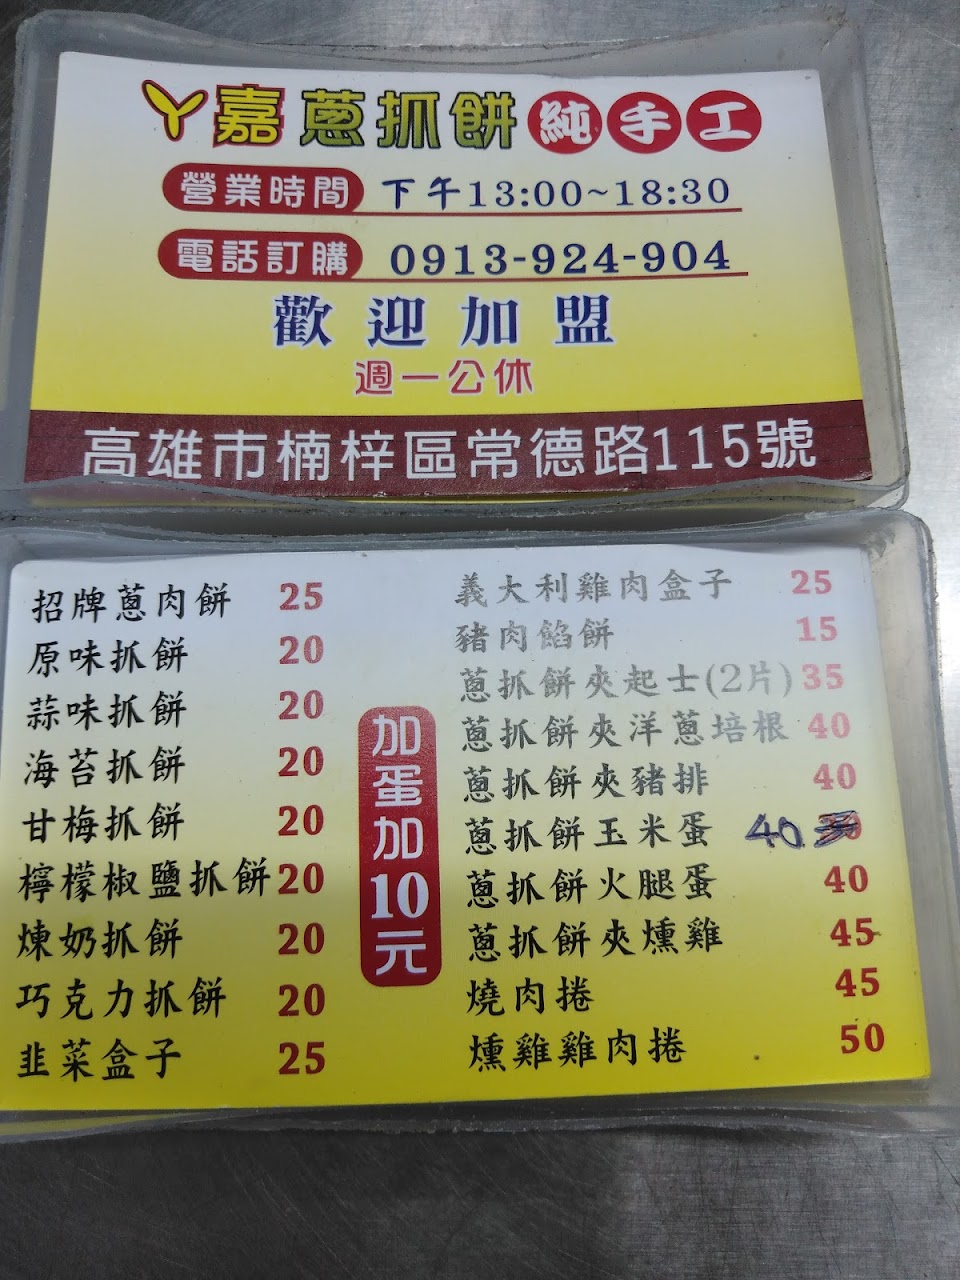 丫嘉蔥抓餅純手工
營業時間 下午13:00~18:30
電話訂購 0913-924-904
歡迎加盟
週一公休
高雄市楠梓區常德路115號
招牌蔥肉餅 25
原味抓餅 20
蒜味抓餅 20
海苔抓餅 20
甘梅抓餅 20
檸檬椒鹽抓餅 20
煉奶抓餅 20
巧克力抓餅 20
韭菜盒子 25
加蛋加10元
義大利雞肉盒子 25
豬肉餡餅 15
蔥抓餅夾起士(2片) 35
蔥抓餅夾洋蔥培根 40
蔥抓餅夾豬排 40
蔥抓餅玉米蛋 40
蔥抓餅火腿蛋 40
蔥抓餅夾燻雞 45
燒肉捲 45
燻雞雞肉捲 50